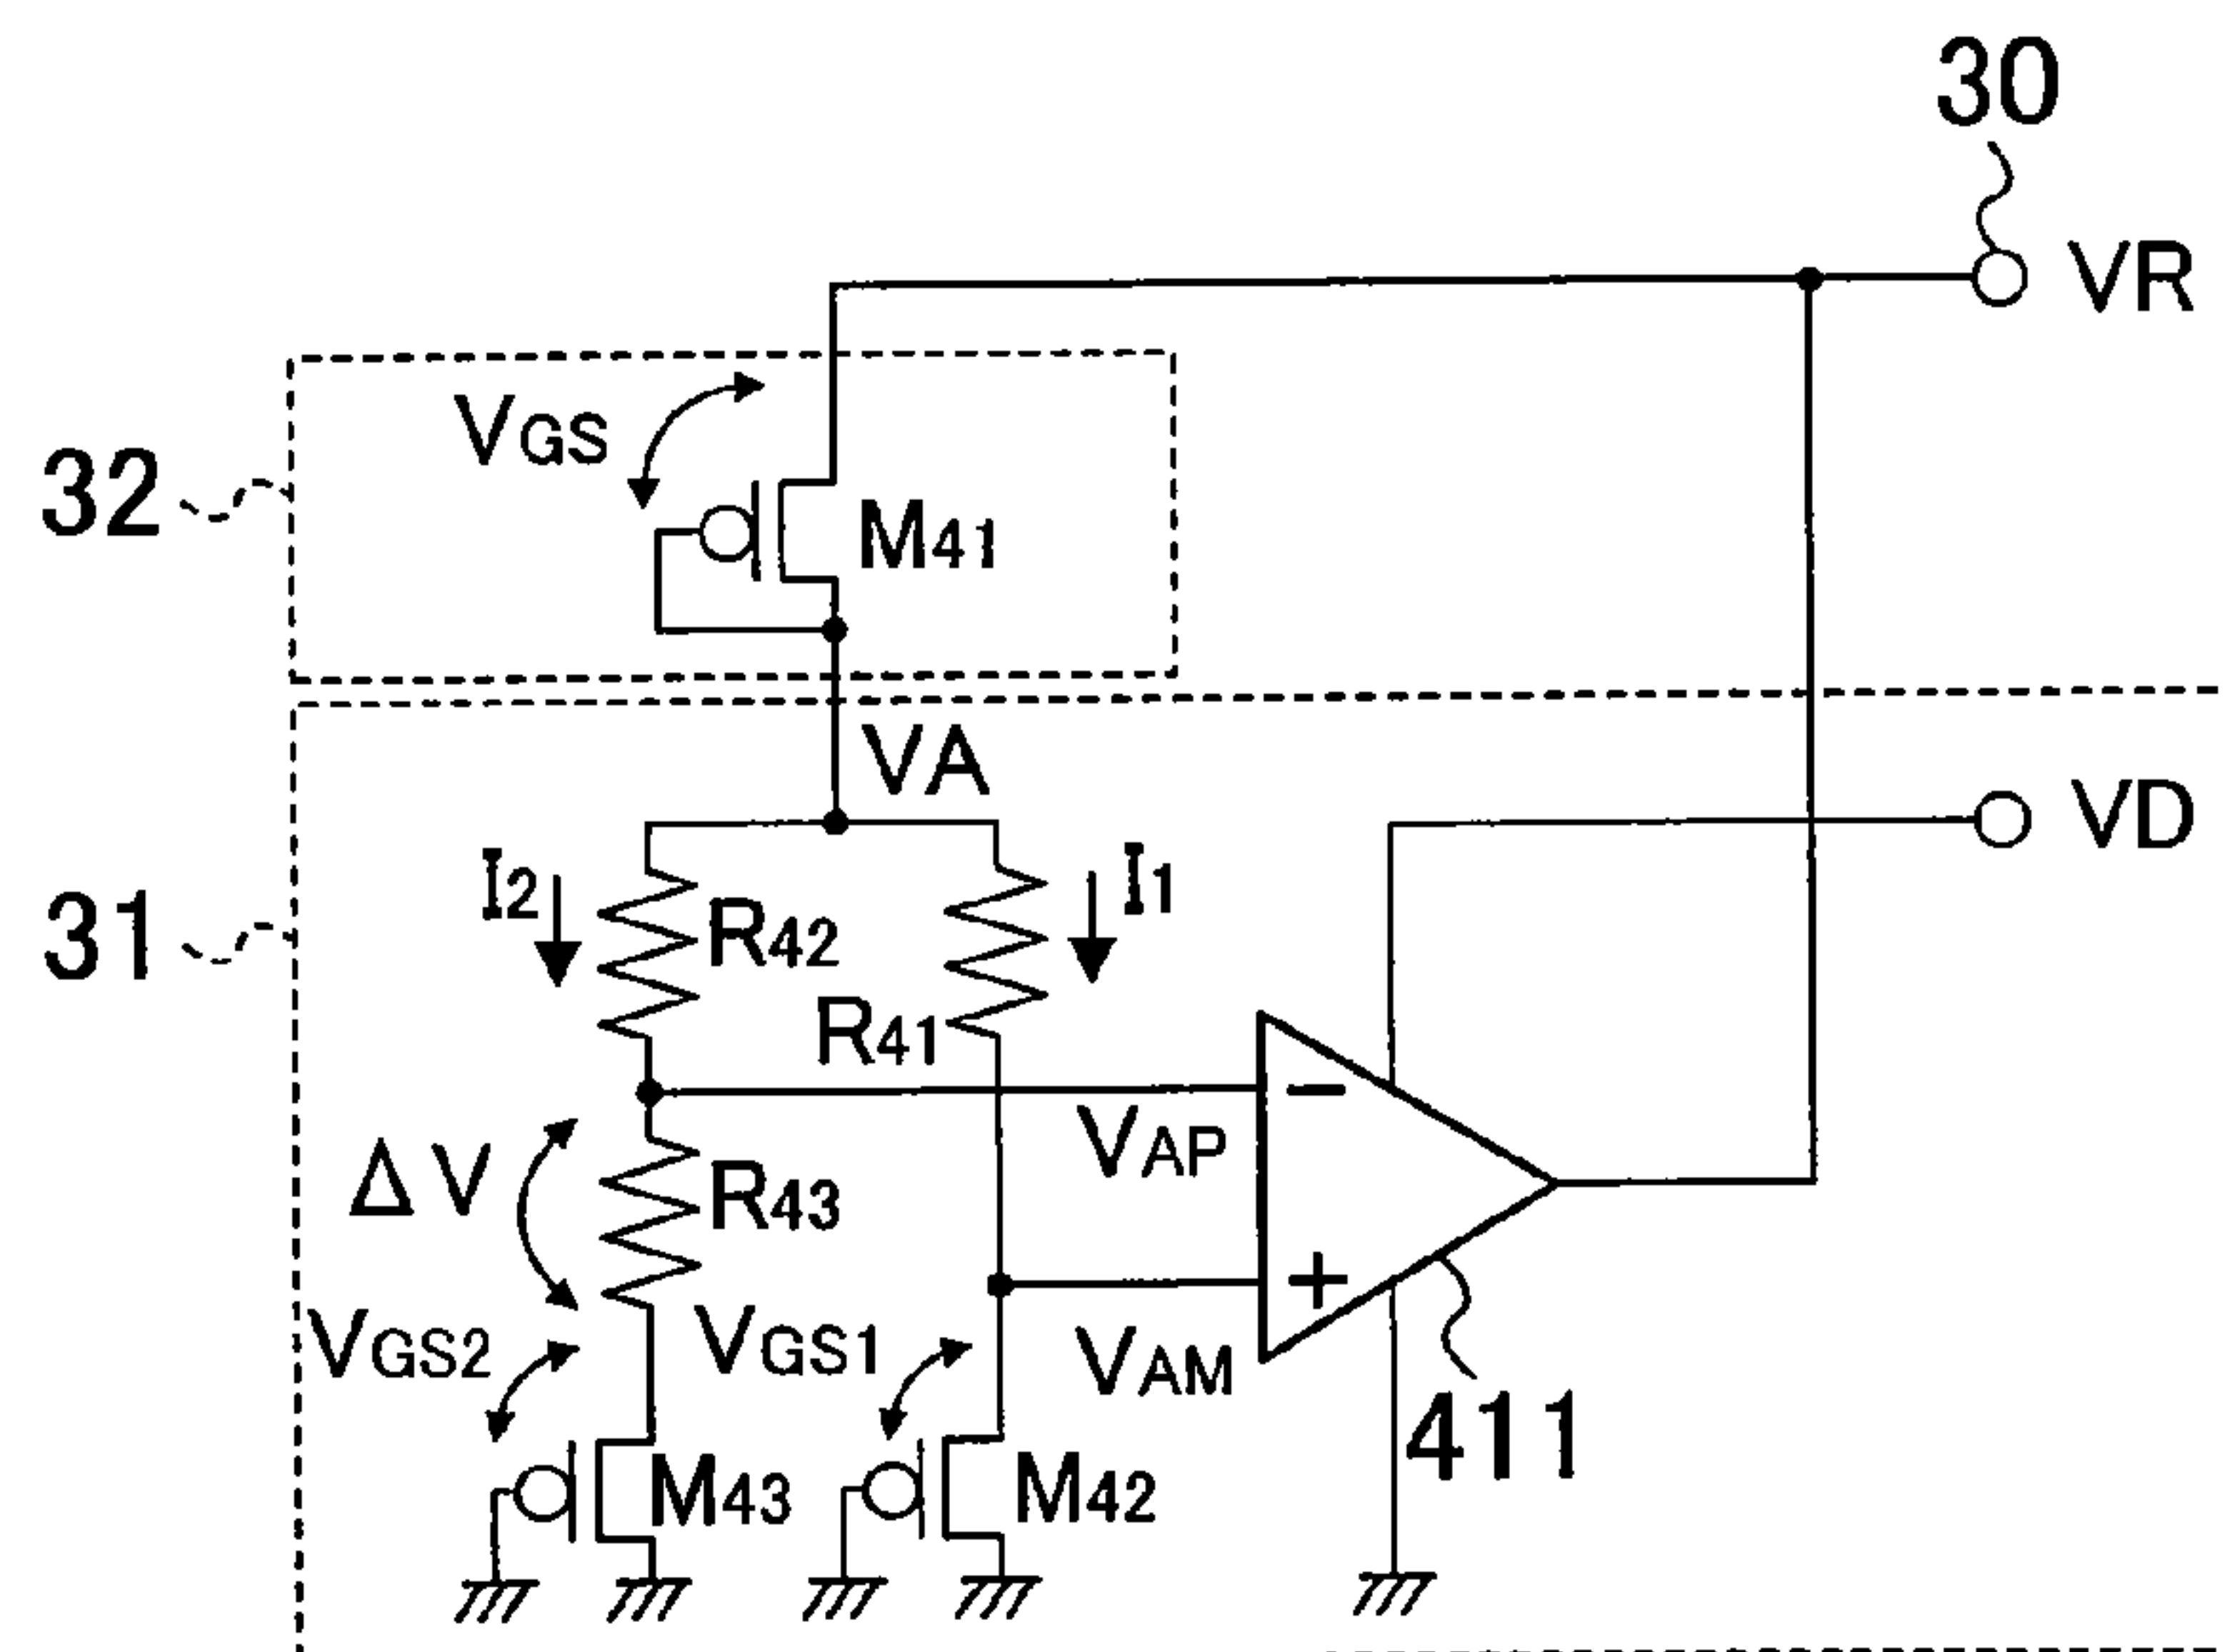 30
VR
VGS
32
M41
VA
VD
I2
I1
31
R42
R41
−
VAP
ΔV
R43
+
VGS2
VGS1
VAM
411
M43
M42